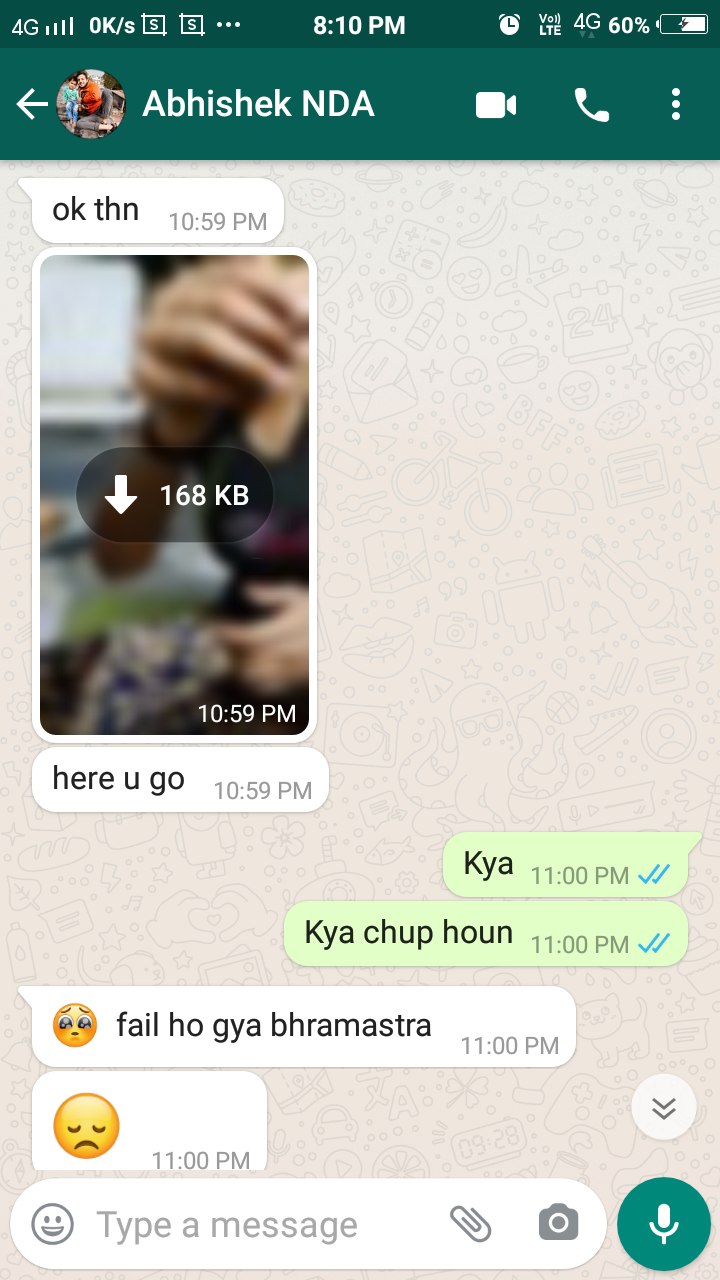 4G 0K/s S S ... 8:10 PM Vo)) LTE 4G 60%
Abhishek NDA
ok thn 10:59 PM
168 KB
10:59 PM
here u go 10:59 PM
Kya 11:00 PM
Kya chup houn 11:00 PM
🥺 fail ho gya bhramastra 11:00 PM
😞 11:00 PM
Type a message